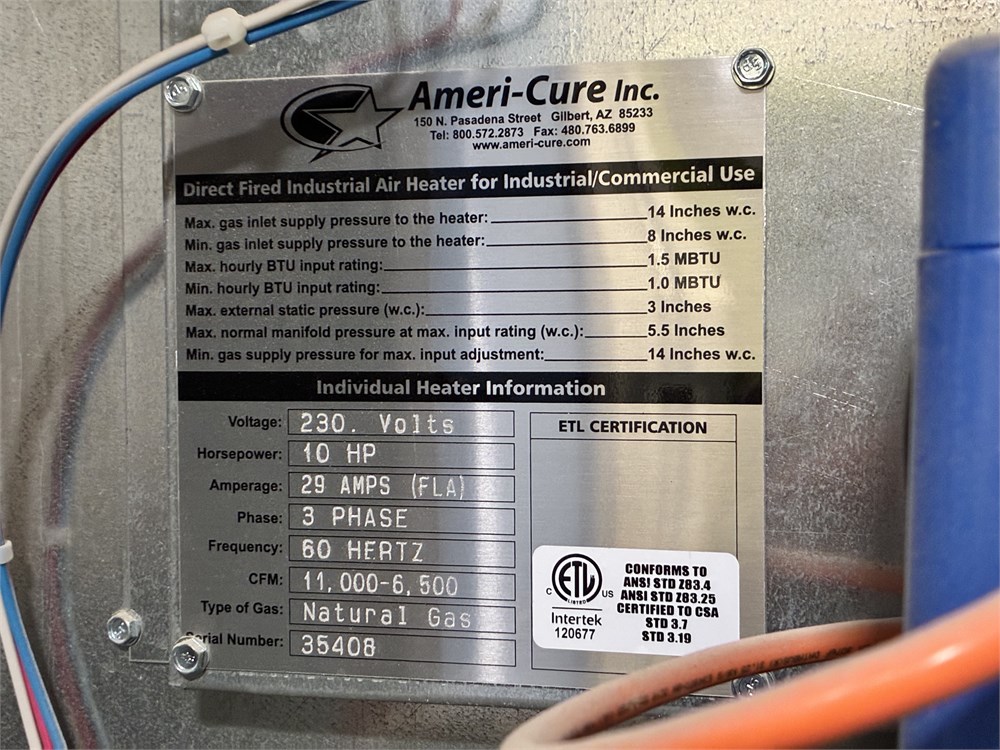 Ameri-Cure Inc.
150 N. Pasadena Street Gilbert, AZ 85233
Tel: 800.572.2873 Fax: 480.763.6899
www.ameri-cure.com
Direct Fired Industrial Air Heater for Industrial/Commercial Use
Max. gas inlet supply pressure to the heater: 14 Inches w.c.
Min. gas inlet supply pressure to the heater: 8 Inches w.c.
Max. hourly BTU input rating: 1.5 MBTU
Min. hourly BTU input rating: 1.0 MBTU
Max. external static pressure (w.c.): 3 Inches
Max. normal manifold pressure at max. input rating (w.c.): 5.5 Inches
Min. gas supply pressure for max. input adjustment: 14 Inches w.c.
Individual Heater Information
Voltage: 230. Volts
Horsepower: 10 HP
Amperage: 29 AMPS (FLA)
Phase: 3 PHASE
Frequency: 60 HERTZ
CFM: 11,000-6,500
Type of Gas: Natural Gas
Serial Number: 35408
ETL CERTIFICATION
C ETL US
LISTED
Intertek
120677
CONFORMS TO
ANSI STD Z83.4
ANSI STD Z83.25
CERTIFIED TO CSA
STD 3.7
STD 3.19